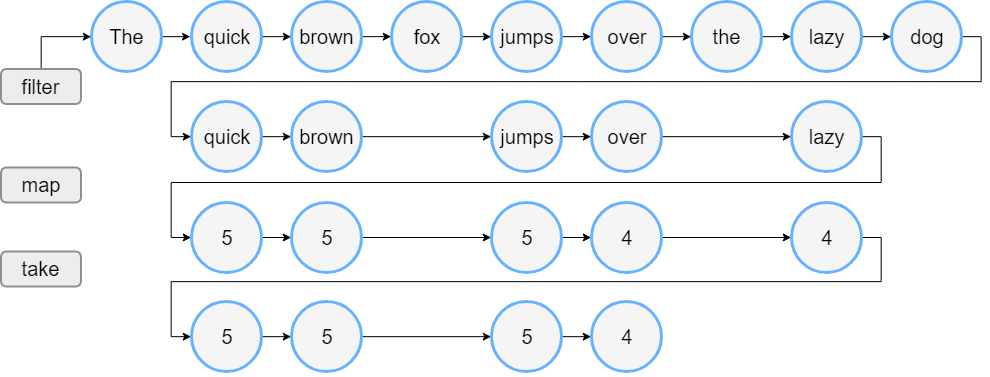 The quick brown fox jumps over the lazy dog
filter
quick brown jumps over lazy
map
5 5 5 4 4
take
5 5 5 4